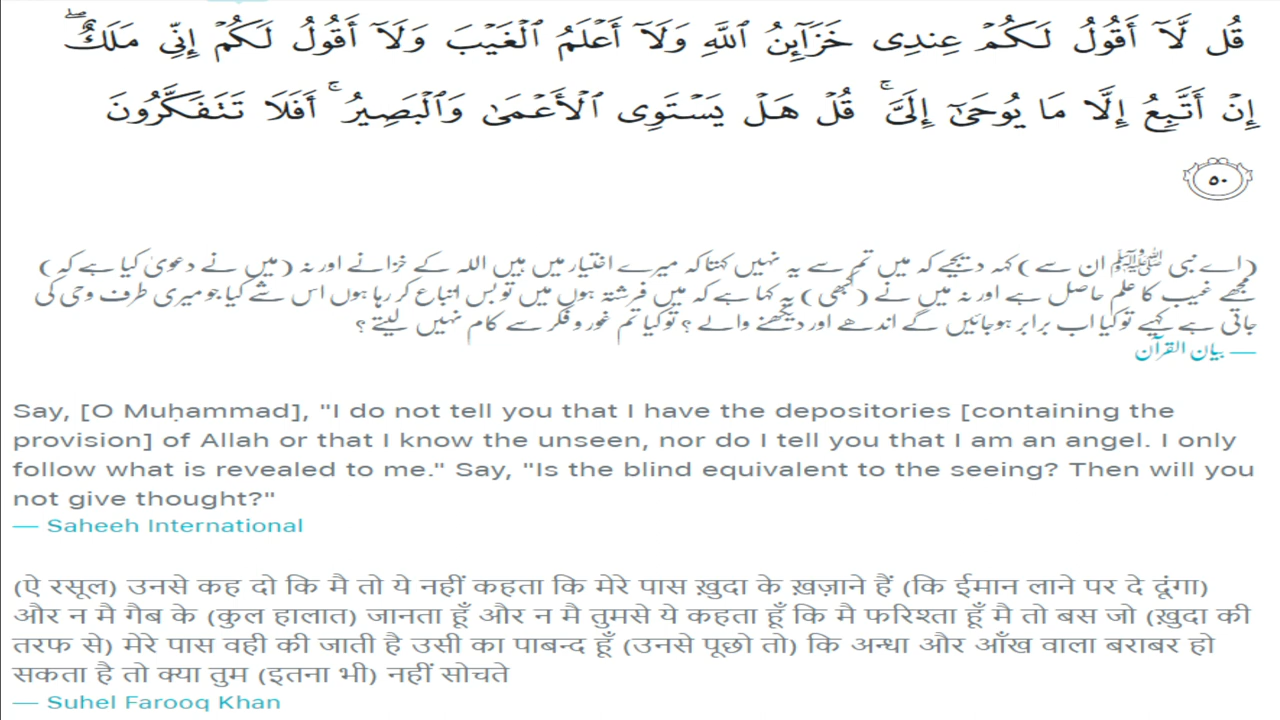 قُل لَّآ أَقُولُ لَكُمْ عِندِى خَزَآئِنُ ٱللَّهِ وَلَآ أَعْلَمُ ٱلْغَيْبَ وَلَآ أَقُولُ لَكُمْ إِنِّى مَلَكٌ ۖ
إِنْ أَتَّبِعُ إِلَّا مَا يُوحَىٰٓ إِلَىَّ ۚ قُلْ هَلْ يَسْتَوِى ٱلْأَعْمَىٰ وَٱلْبَصِيرُ ۚ أَفَلَا تَتَفَكَّرُونَ
٥٠
(اے نبی ﷺ ان سے) کہہ دیجیے کہ میں تم سے یہ نہیں کہتا کہ میرے اختیار میں ہیں اللہ کے خزانے اور نہ (میں نے دعویٰ کیا ہے کہ)
مجھے غیب کا علم حاصل ہے اور نہ میں نے (کبھی) یہ کہا ہے کہ میں فرشتہ ہوں میں تو بس اتباع کر رہا ہوں اس شے کیا جو میری طرف وحی کی
جاتی ہے کہیے تو کیا اب برابر ہوجائیں گے اندھے اور دیکھنے والے ؟ تو کیا تم غور و فکر سے کام نہیں لیتے ؟
— بیان القرآن
Say, [O Muḥammad], "I do not tell you that I have the depositories [containing the
provision] of Allah or that I know the unseen, nor do I tell you that I am an angel. I only
follow what is revealed to me." Say, "Is the blind equivalent to the seeing? Then will you
not give thought?"
— Saheeh International
(ऐ रसूल) उनसे कह दो कि मै तो ये नहीं कहता कि मेरे पास ख़ुदा के ख़ज़ाने हैं (कि ईमान लाने पर दे दूंगा)
और न मै गैब के (कुल हालात) जानता हूँ और न मै तुमसे ये कहता हूँ कि मै फरिश्ता हूँ मै तो बस जो (ख़ुदा की
तरफ से) मेरे पास वही की जाती है उसी का पाबन्द हूँ (उनसे पूछो तो) कि अन्धा और आँख वाला बराबर हो
सकता है तो क्या तुम (इतना भी) नहीं सोचते
— Suhel Farooq Khan